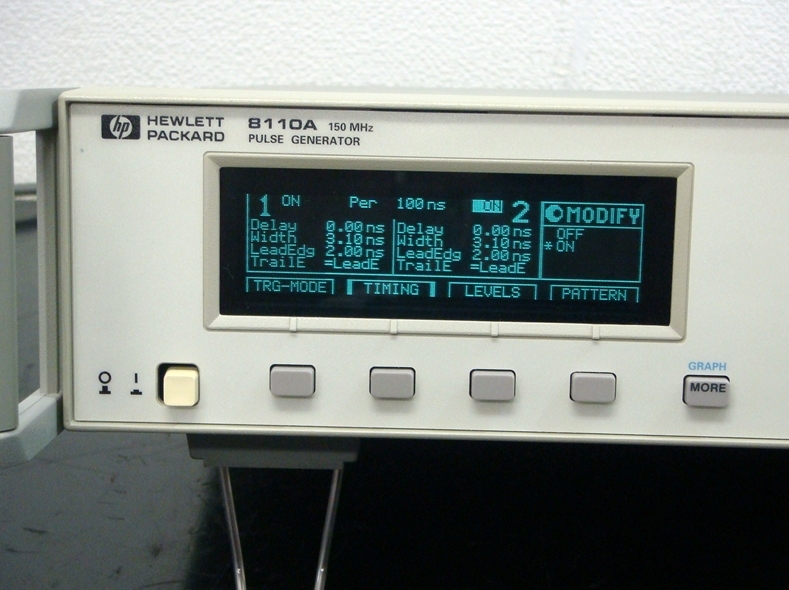 hp HEWLETT PACKARD
8110A 150 MHz
PULSE GENERATOR
1 ON Per 100ns ON 2
Delay 0.00ns Delay 0.00ns
Width 3.10ns Width 3.10ns
LeadEdg 2.00ns LeadEdg 2.00ns
TrailE =LeadE TrailE =LeadE
MODIFY
OFF
*ON
TRG-MODE TIMING LEVELS PATTERN
O I
GRAPH
MORE